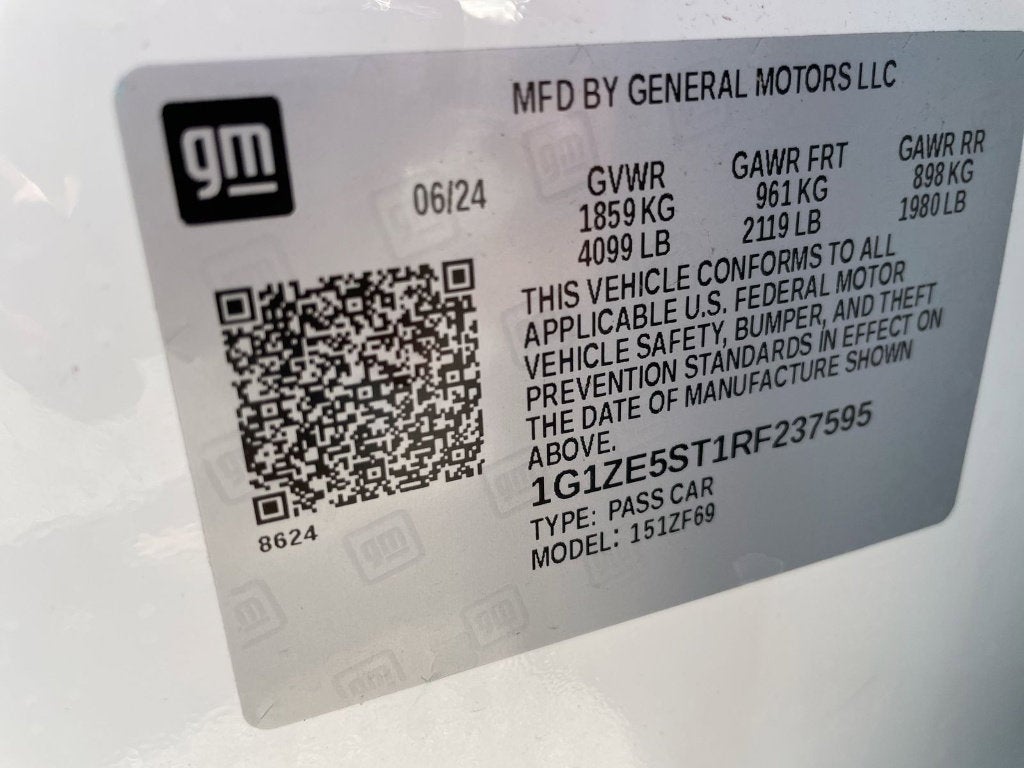 gm
MFD BY GENERAL MOTORS LLC
06/24
GVWR GAWR FRT GAWR RR
1859 KG 961 KG 898 KG
4099 LB 2119 LB 1980 LB
THIS VEHICLE CONFORMS TO ALL
APPLICABLE U.S. FEDERAL MOTOR
VEHICLE SAFETY, BUMPER, AND THEFT
PREVENTION STANDARDS IN EFFECT ON
THE DATE OF MANUFACTURE SHOWN
ABOVE.
1G1ZE5ST1RF237595
TYPE: PASS CAR
MODEL: 151ZF69
8624